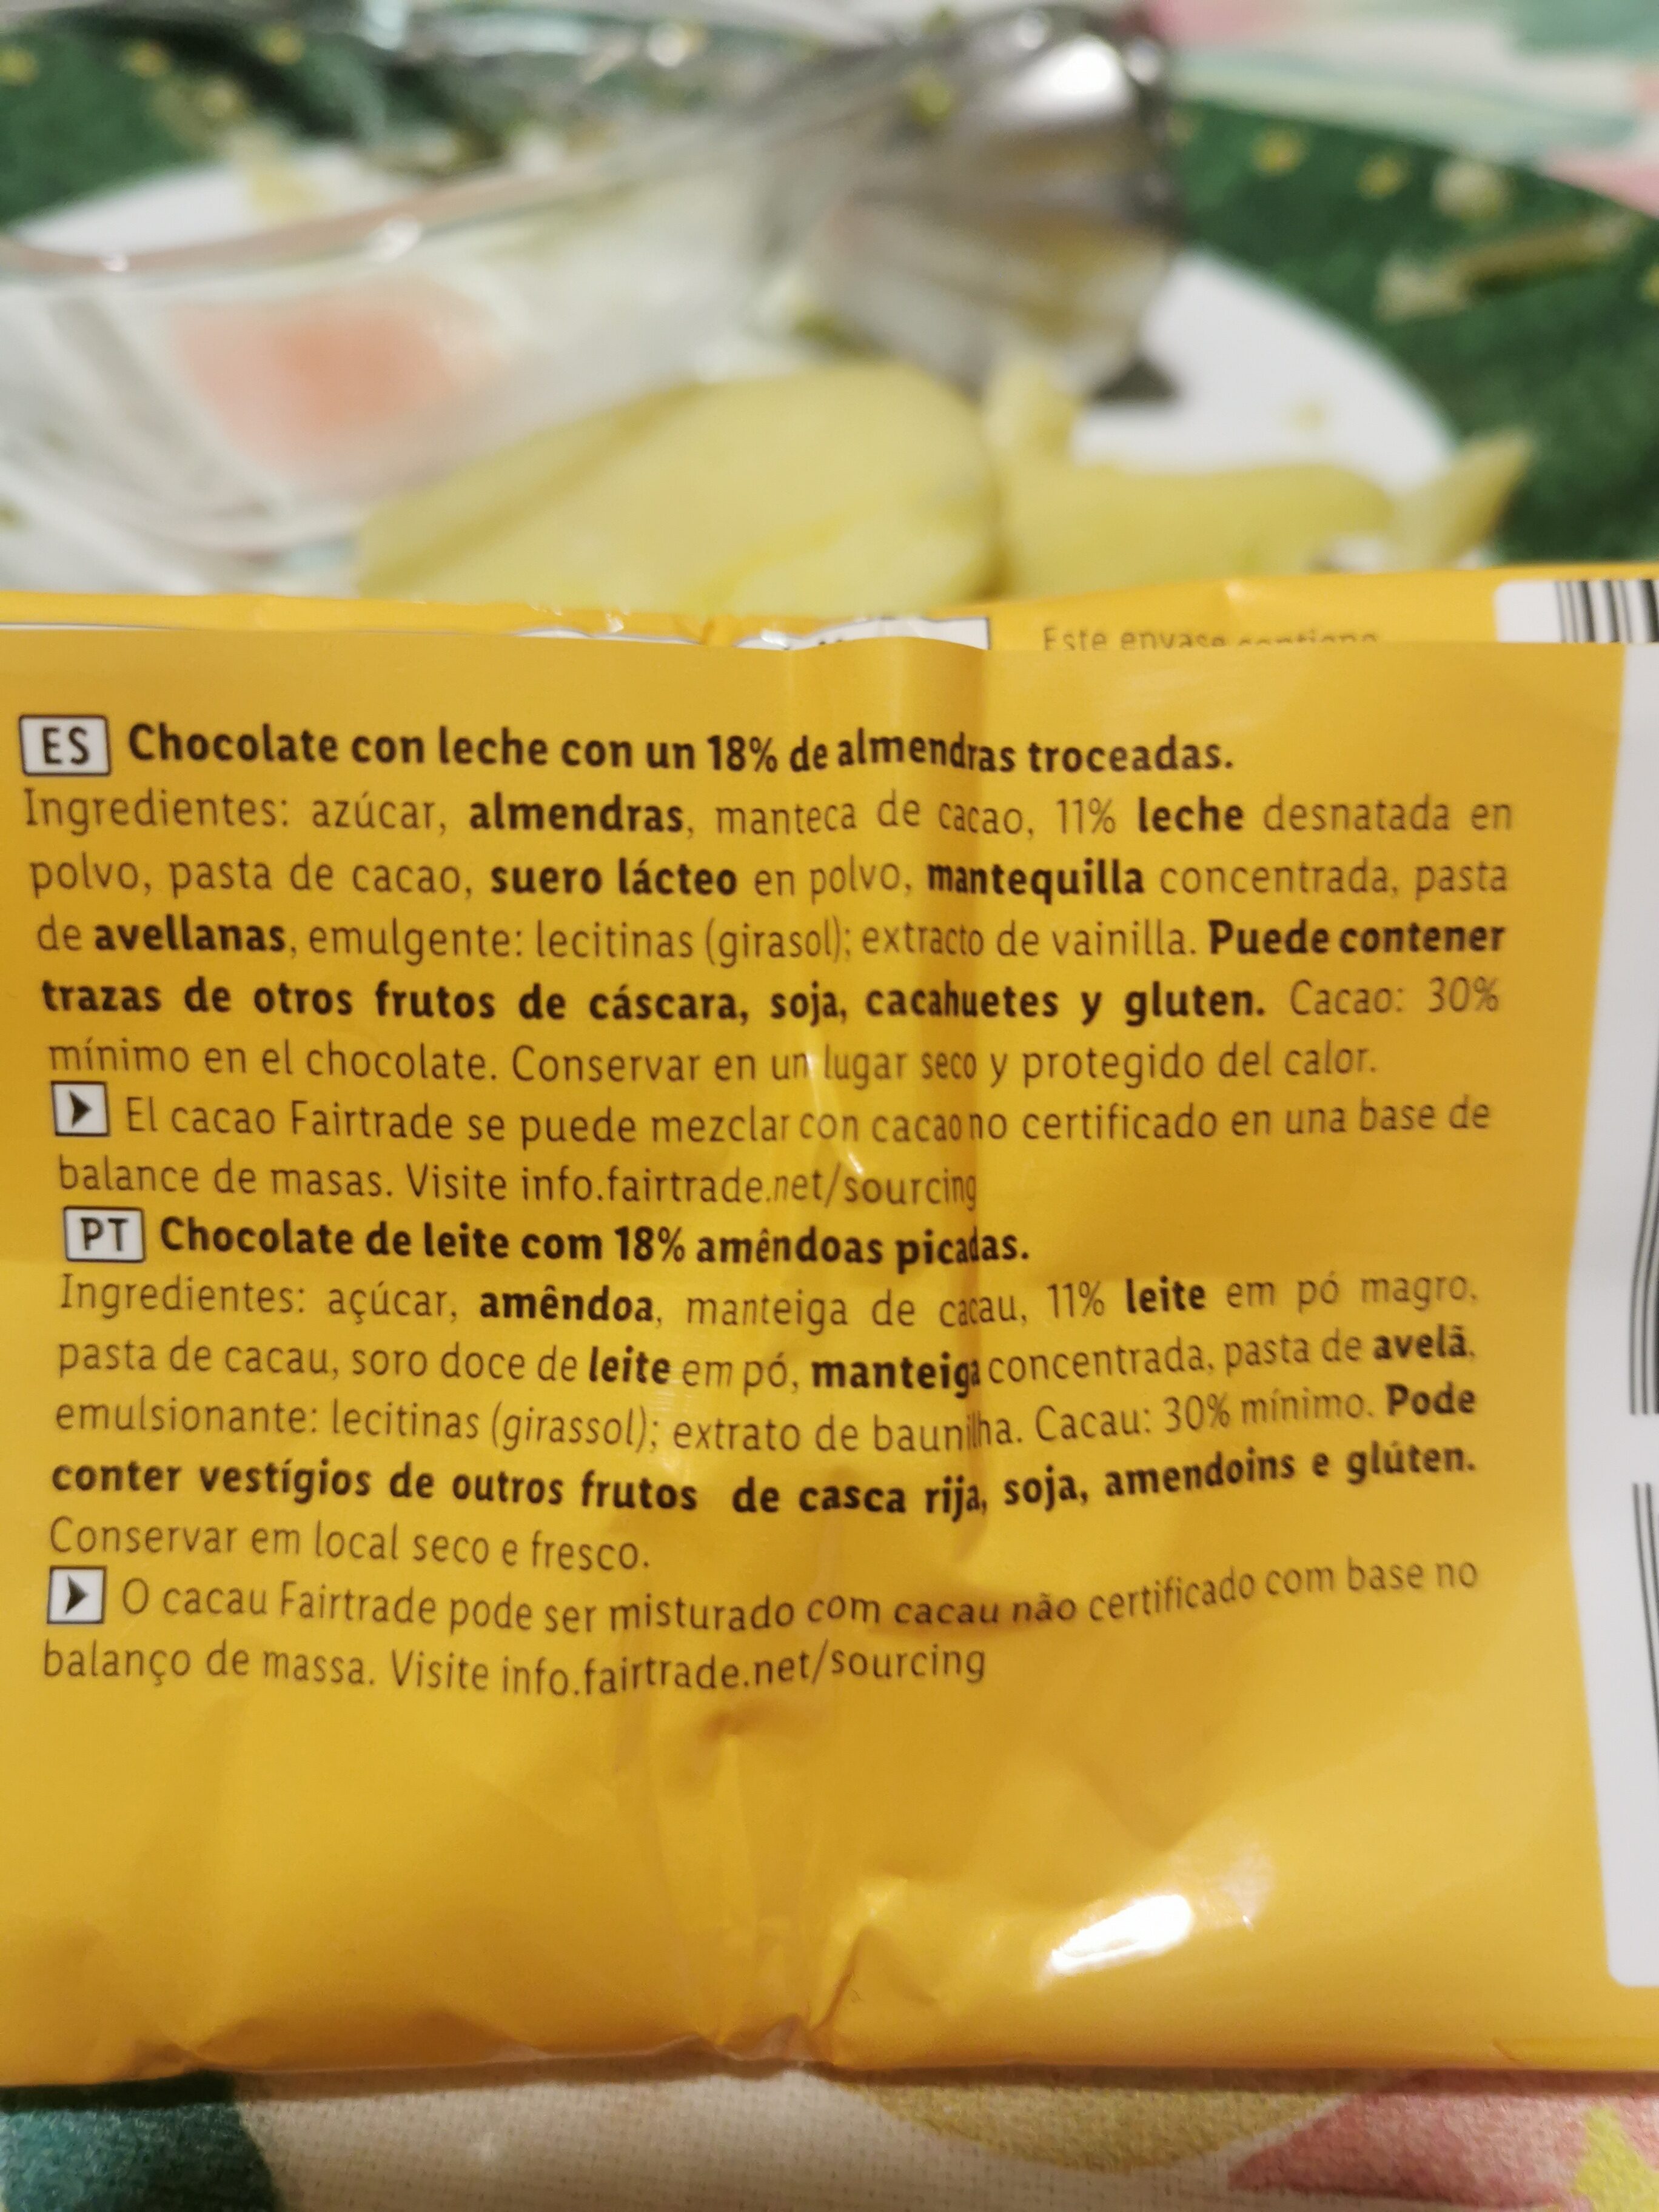 Este envase contiene
ES Chocolate con leche con un 18% de almendras troceadas.
Ingredientes: azúcar, almendras, manteca de cacao, 11% leche desnatada en
polvo, pasta de cacao, suero lácteo en polvo, mantequilla concentrada, pasta
de avellanas, emulgente: lecitinas (girasol); extracto de vainilla. Puede contener
trazas de otros frutos de cáscara, soja, cacahuetes y gluten. Cacao: 30%
mínimo en el chocolate. Conservar en un lugar seco y protegido del calor.
El cacao Fairtrade se puede mezclar con cacao no certificado en una base de
balance de masas. Visite info.fairtrade.net/sourcing
PT Chocolate de leite com 18% amêndoas picadas.
Ingredientes: açúcar, amêndoa, manteiga de cacau, 11% leite em pó magro,
pasta de cacau, soro doce de leite em pó, manteiga concentrada, pasta de avelã,
emulsionante: lecitinas (girassol); extrato de baunilha. Cacau: 30% mínimo. Pode
conter vestígios de outros frutos de casca rija, soja, amendoins e glúten.
Conservar em local seco e fresco.
O cacau Fairtrade pode ser misturado com cacau não certificado com base no
balanço de massa. Visite info.fairtrade.net/sourcing